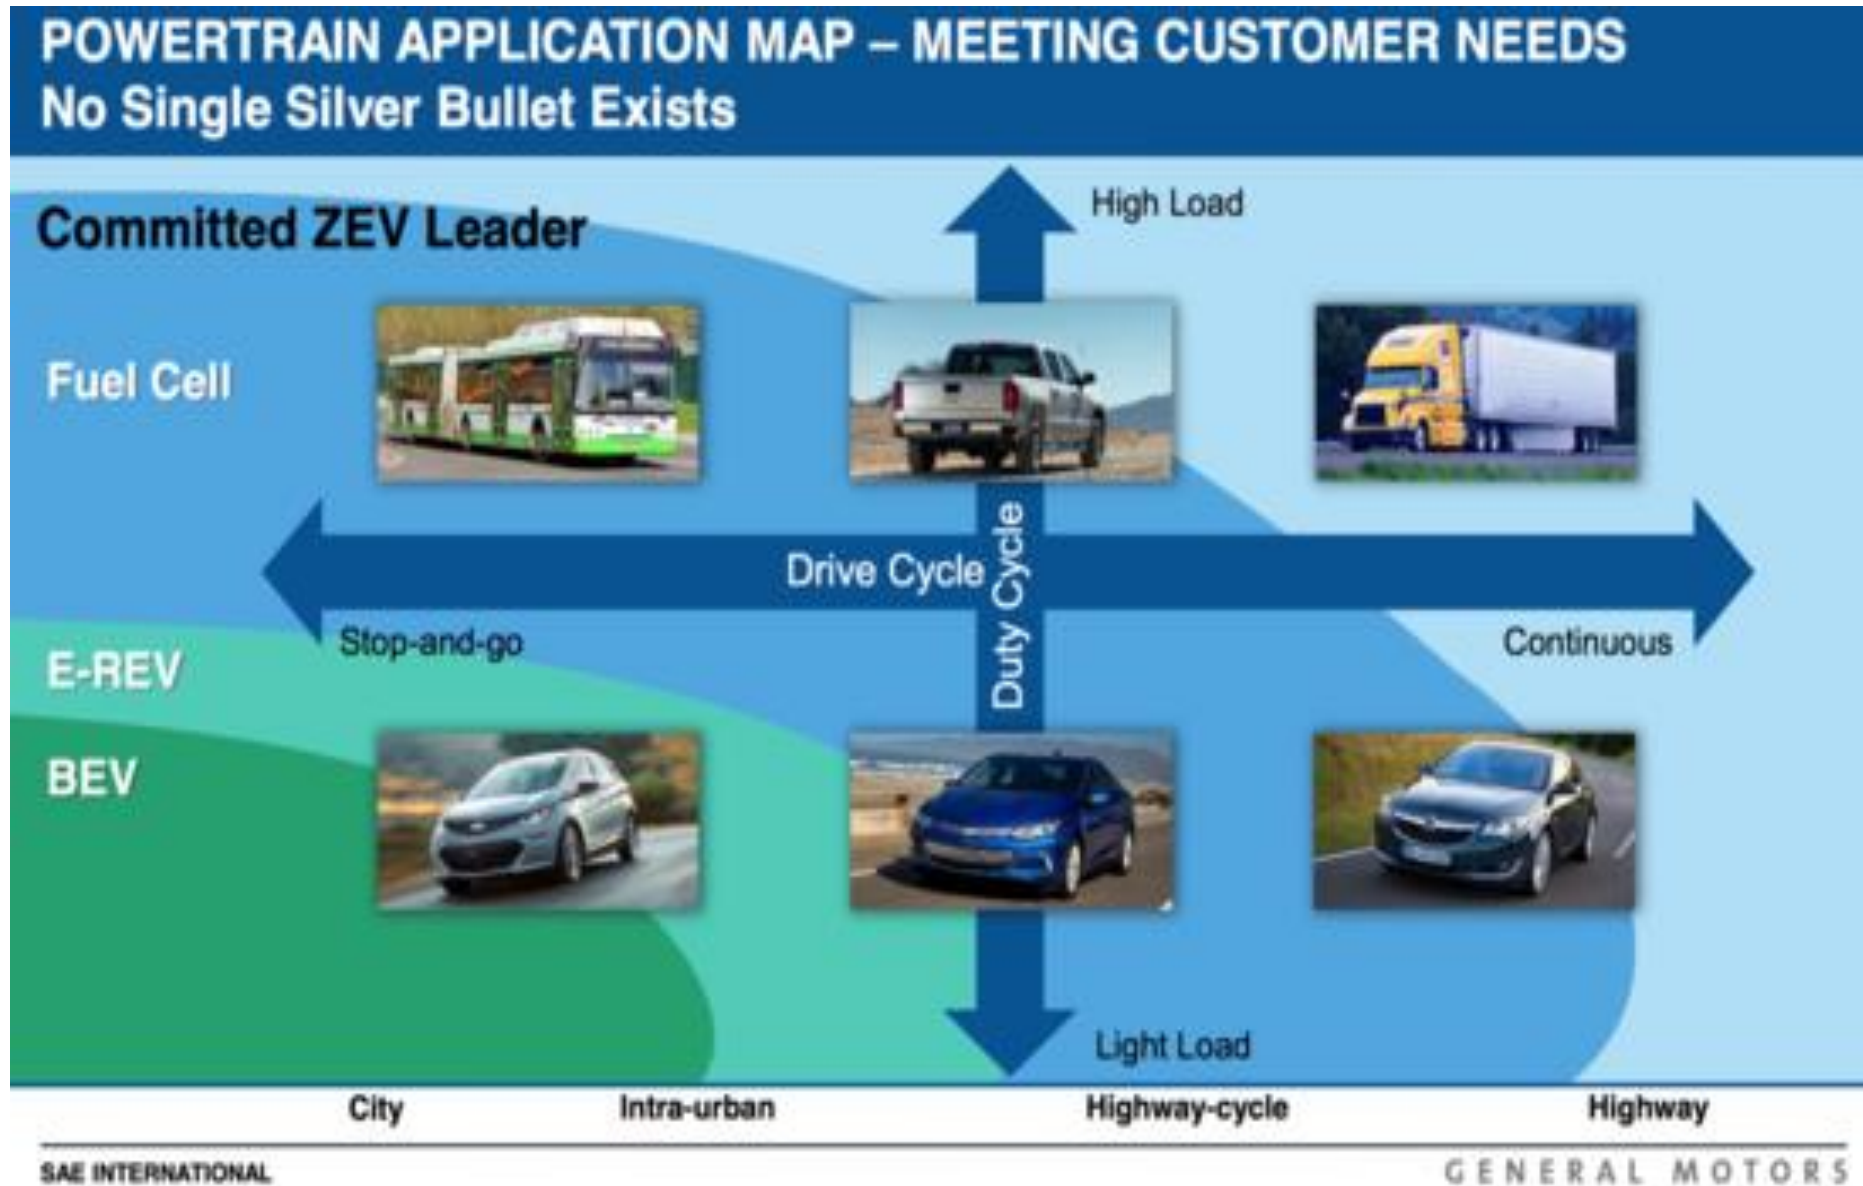 POWERTRAIN APPLICATION MAP – MEETING CUSTOMER NEEDS
No Single Silver Bullet Exists
Committed ZEV Leader
High Load
Fuel Cell
Drive Cycle
Duty Cycle
Stop-and-go
Continuous
E-REV
BEV
Light Load
City
Intra-urban
Highway-cycle
Highway
SAE INTERNATIONAL
GENERAL MOTORS